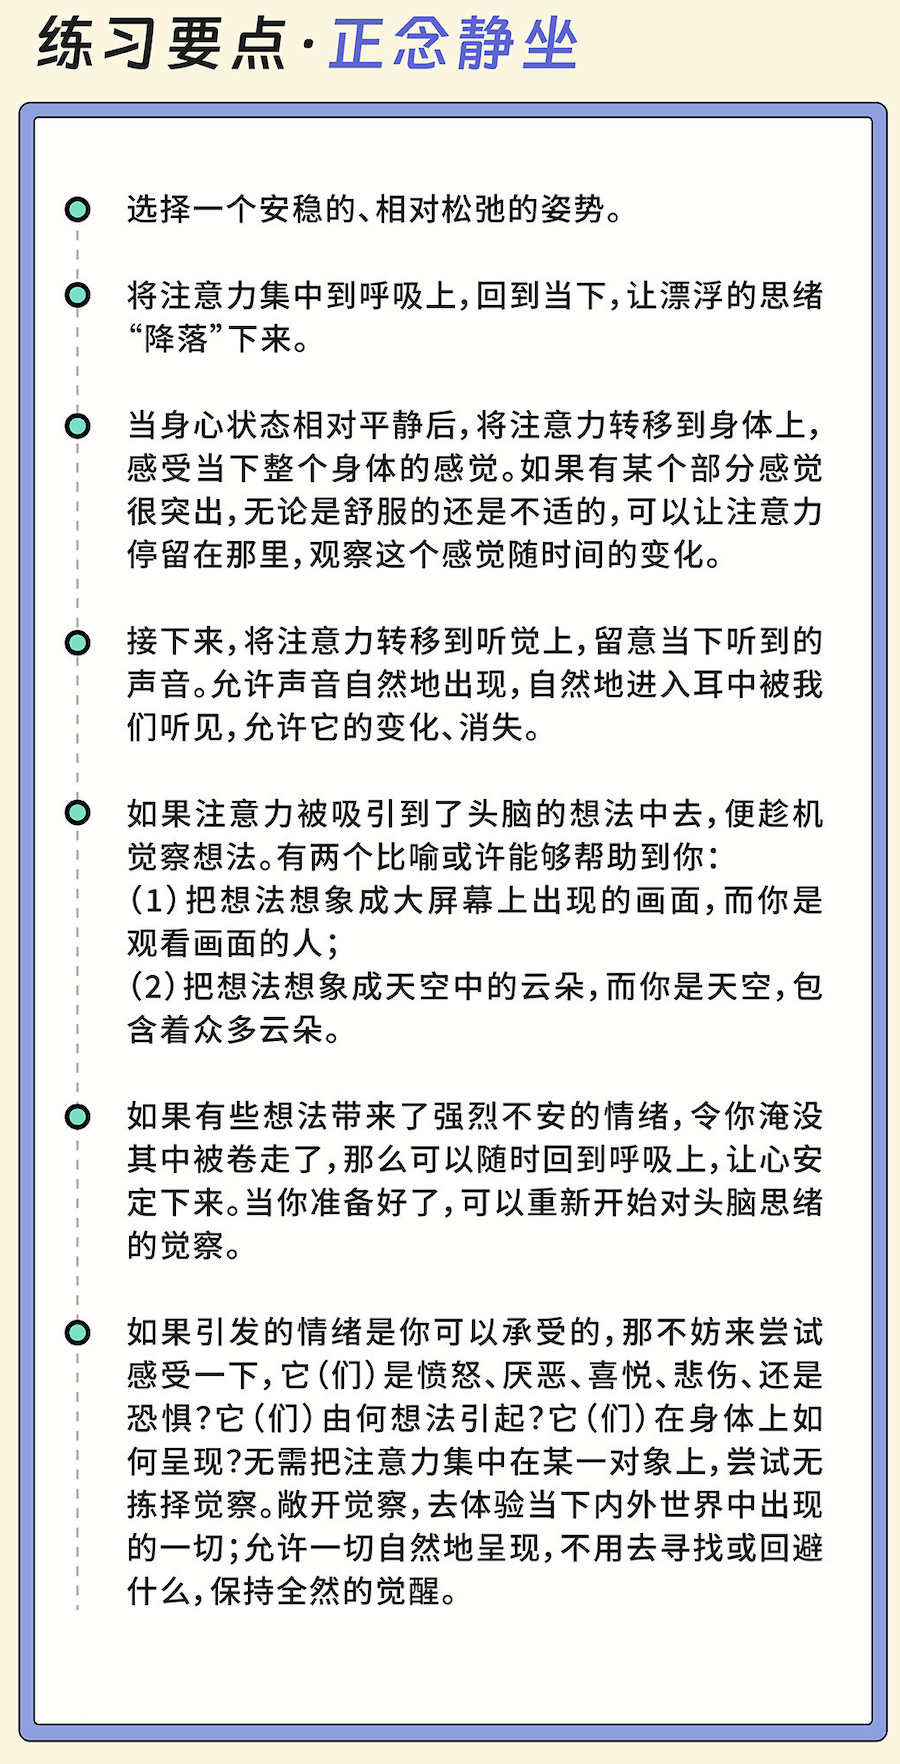 练习要点·正念静坐
选择一个安稳的、相对松弛的姿势。
将注意力集中到呼吸上，回到当下，让漂浮的思绪
“降落”下来。
当身心状态相对平静后，将注意力转移到身体上，
感受当下整个身体的感觉。如果有某个部分感觉
很突出，无论是舒服的还是不适的，可以让注意力
停留在那里，观察这个感觉随时间的变化。
接下来，将注意力转移到听觉上，留意当下听到的
声音。允许声音自然地出现，自然地进入耳中被我
们听见，允许它的变化、消失。
如果注意力被吸引到了头脑的想法中去，便趁机
觉察想法。有两个比喻或许能够帮助到你：
（1）把想法想象成大屏幕上出现的画面，而你是
观看画面的人；
（2）把想法想象成天空中的云朵，而你是天空，包
含着众多云朵。
如果有些想法带来了强烈不安的情绪，令你淹没
其中被卷走了，那么可以随时回到呼吸上，让心安
定下来。当你准备好了，可以重新开始对头脑思绪
的觉察。
如果引发的情绪是你可以承受的，那不妨来尝试
感受一下，它（们）是愤怒、厌恶、喜悦、悲伤、还是
恐惧？它（们）由何想法引起？它（们）在身体上如
何呈现？无需把注意力集中在某一对象上，尝试无
拣择觉察。敞开觉察，去体验当下内外世界中出现
的一切；允许一切自然地呈现，不用去寻找或回避
什么，保持全然的觉醒。